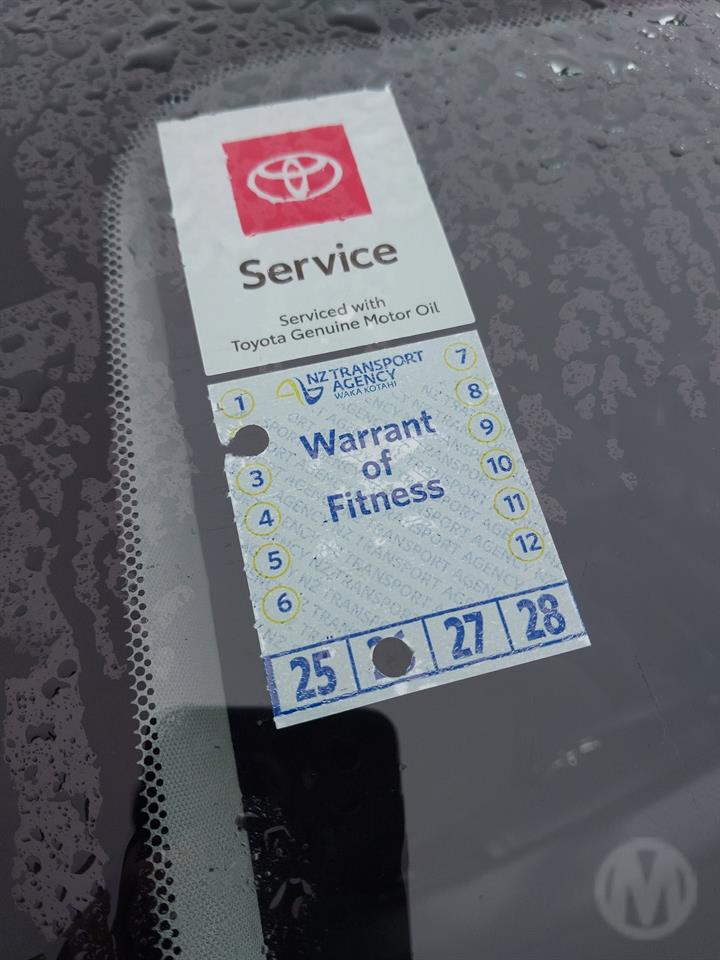 Service
Serviced with
Toyota Genuine Motor Oil
NZ TRANSPORT
AGENCY
WAKA KOTAHI
Warrant
of
Fitness
1
3
4
5
6
7
8
9
10
11
12
25 27 28
M